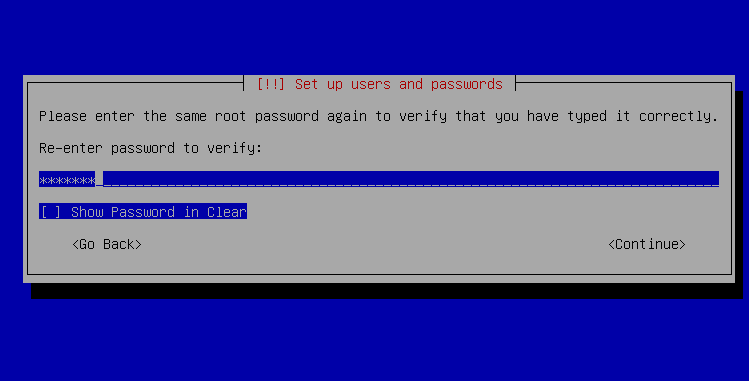 [!!] Set up users and passwords
Please enter the same root password again to verify that you have typed it correctly.
Re-enter password to verify:
*******
[ ] Show Password in Clear
<Go Back> <Continue>